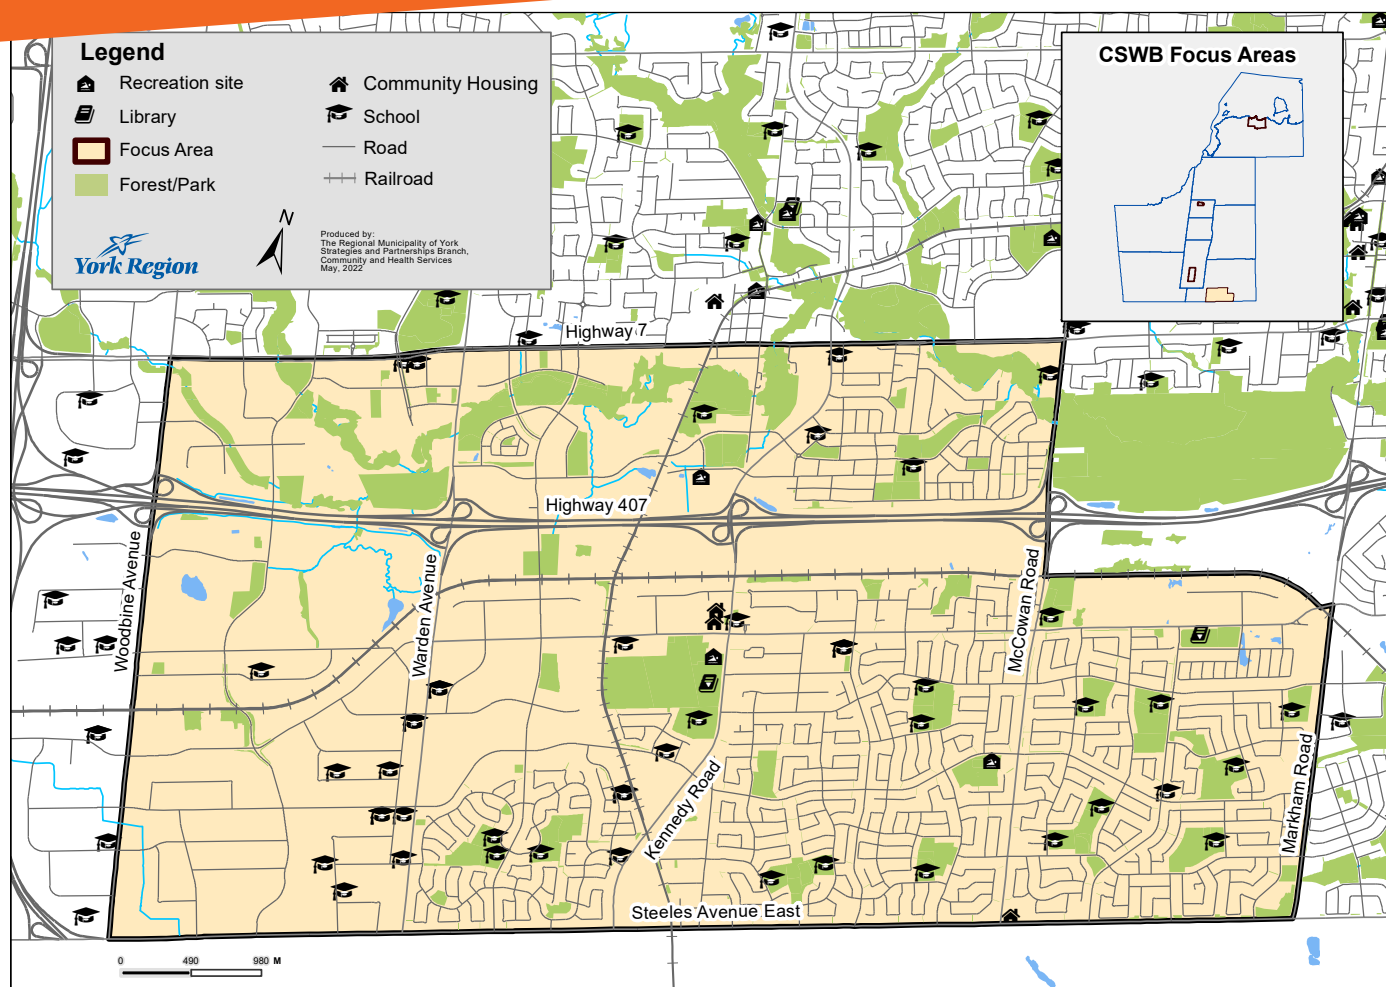 Legend
Recreation site
Library
Focus Area
Forest/Park
Community Housing
School
Road
Railroad
York Region
N
Produced by:
The Regional Municipality of York
Strategies and Partnerships Branch,
Community and Health Services
May, 2022
CSWB Focus Areas
Highway 7
Highway 407
Woodbine Avenue
Warden Avenue
McCowan Road
Kennedy Road
Markham Road
Steeles Avenue East
0 490 980 M